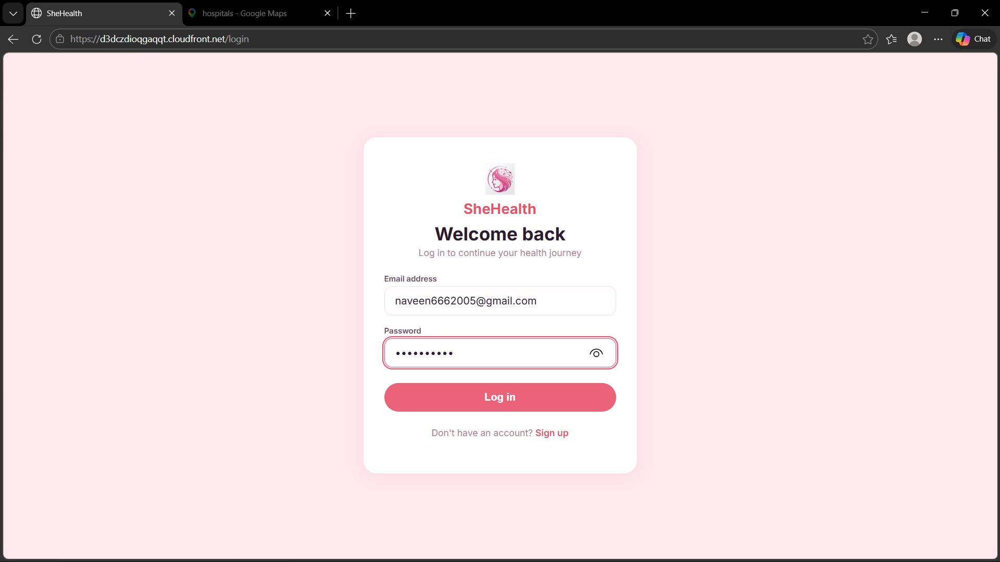 SheHealth
hospitals - Google Maps
https://d3dczdioqgaqqt.cloudfront.net/login
Chat
SheHealth
Welcome back
Log in to continue your health journey
Email address
naveen6662005@gmail.com
Password
••••••••••
Log in
Don't have an account? Sign up